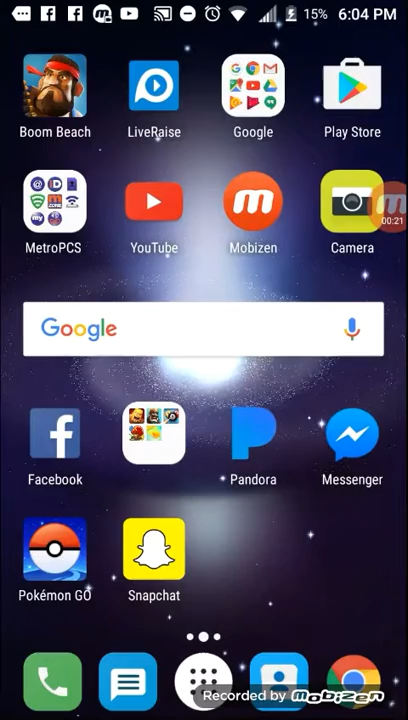 15% 6:04 PM
Boom Beach LiveRaise Google Play Store
MetroPCS YouTube Mobizen Camera
00:21
Google
Facebook Pandora Messenger
Pokémon GO Snapchat
Recorded by Mobizen